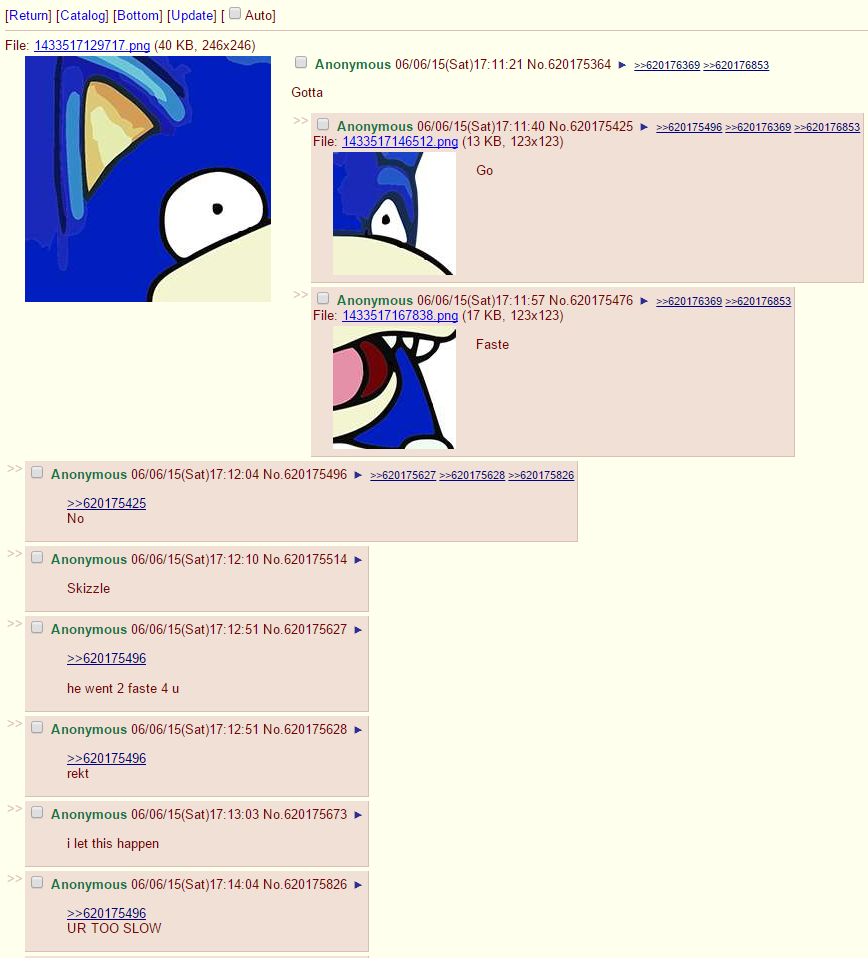 [Return] [Catalog] [Bottom] [Update] [ Auto]
File: 1433517129717.png (40 KB, 246x246)
Anonymous 06/06/15(Sat)17:11:21 No.620175364 ► >>620176369 >>620176853
Gotta
>> Anonymous 06/06/15(Sat)17:11:40 No.620175425 ► >>620175496 >>620176369 >>620176853
File: 1433517146512.png (13 KB, 123x123)
Go
>> Anonymous 06/06/15(Sat)17:11:57 No.620175476 ► >>620176369 >>620176853
File: 1433517167838.png (17 KB, 123x123)
Faste
>> Anonymous 06/06/15(Sat)17:12:04 No.620175496 ► >>620175627 >>620175628 >>620175826
>>620175425
No
>> Anonymous 06/06/15(Sat)17:12:10 No.620175514 ►
Skizzle
>> Anonymous 06/06/15(Sat)17:12:51 No.620175627 ►
>>620175496
he went 2 faste 4 u
>> Anonymous 06/06/15(Sat)17:12:51 No.620175628 ►
>>620175496
rekt
>> Anonymous 06/06/15(Sat)17:13:03 No.620175673 ►
i let this happen
>> Anonymous 06/06/15(Sat)17:14:04 No.620175826 ►
>>620175496
UR TOO SLOW